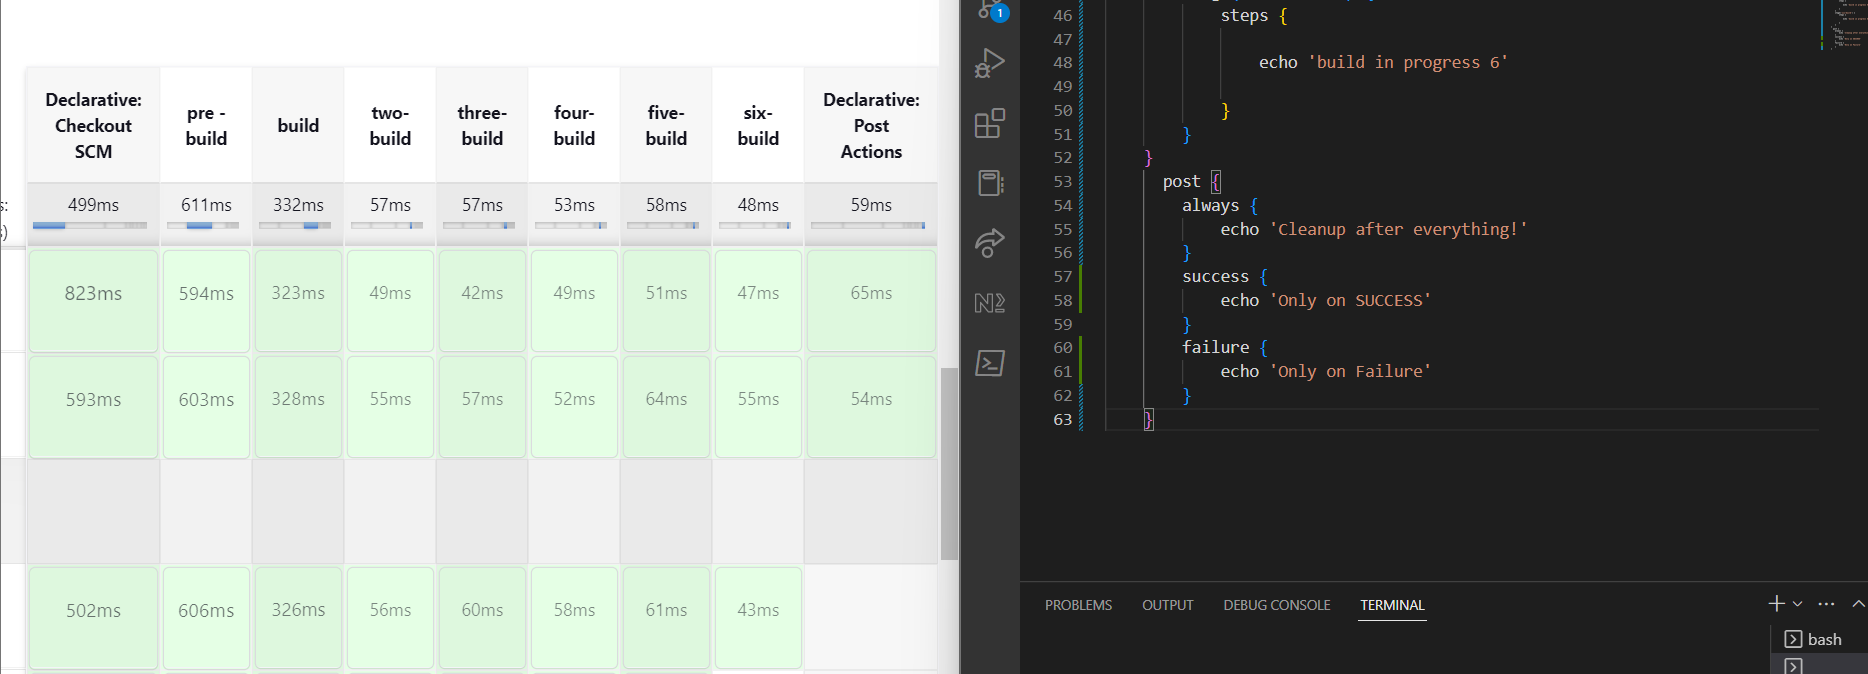 Declarative:
Checkout
SCM
pre -
build
build
two-
build
three-
build
four-
build
five-
build
six-
build
Declarative:
Post
Actions
s:
499ms 611ms 332ms 57ms 57ms 53ms 58ms 48ms 59ms
)
823ms 594ms 323ms 49ms 42ms 49ms 51ms 47ms 65ms
593ms 603ms 328ms 55ms 57ms 52ms 64ms 55ms 54ms
502ms 606ms 326ms 56ms 60ms 58ms 61ms 43ms
1
46 steps {
47
48 echo 'build in progress 6'
49
50 }
51 }
52 }
53 post {
54 always {
55 echo 'Cleanup after everything!'
56 }
57 success {
58 echo 'Only on SUCCESS'
59 }
60 failure {
61 echo 'Only on Failure'
62 }
63 }
PROBLEMS OUTPUT DEBUG CONSOLE TERMINAL
bash